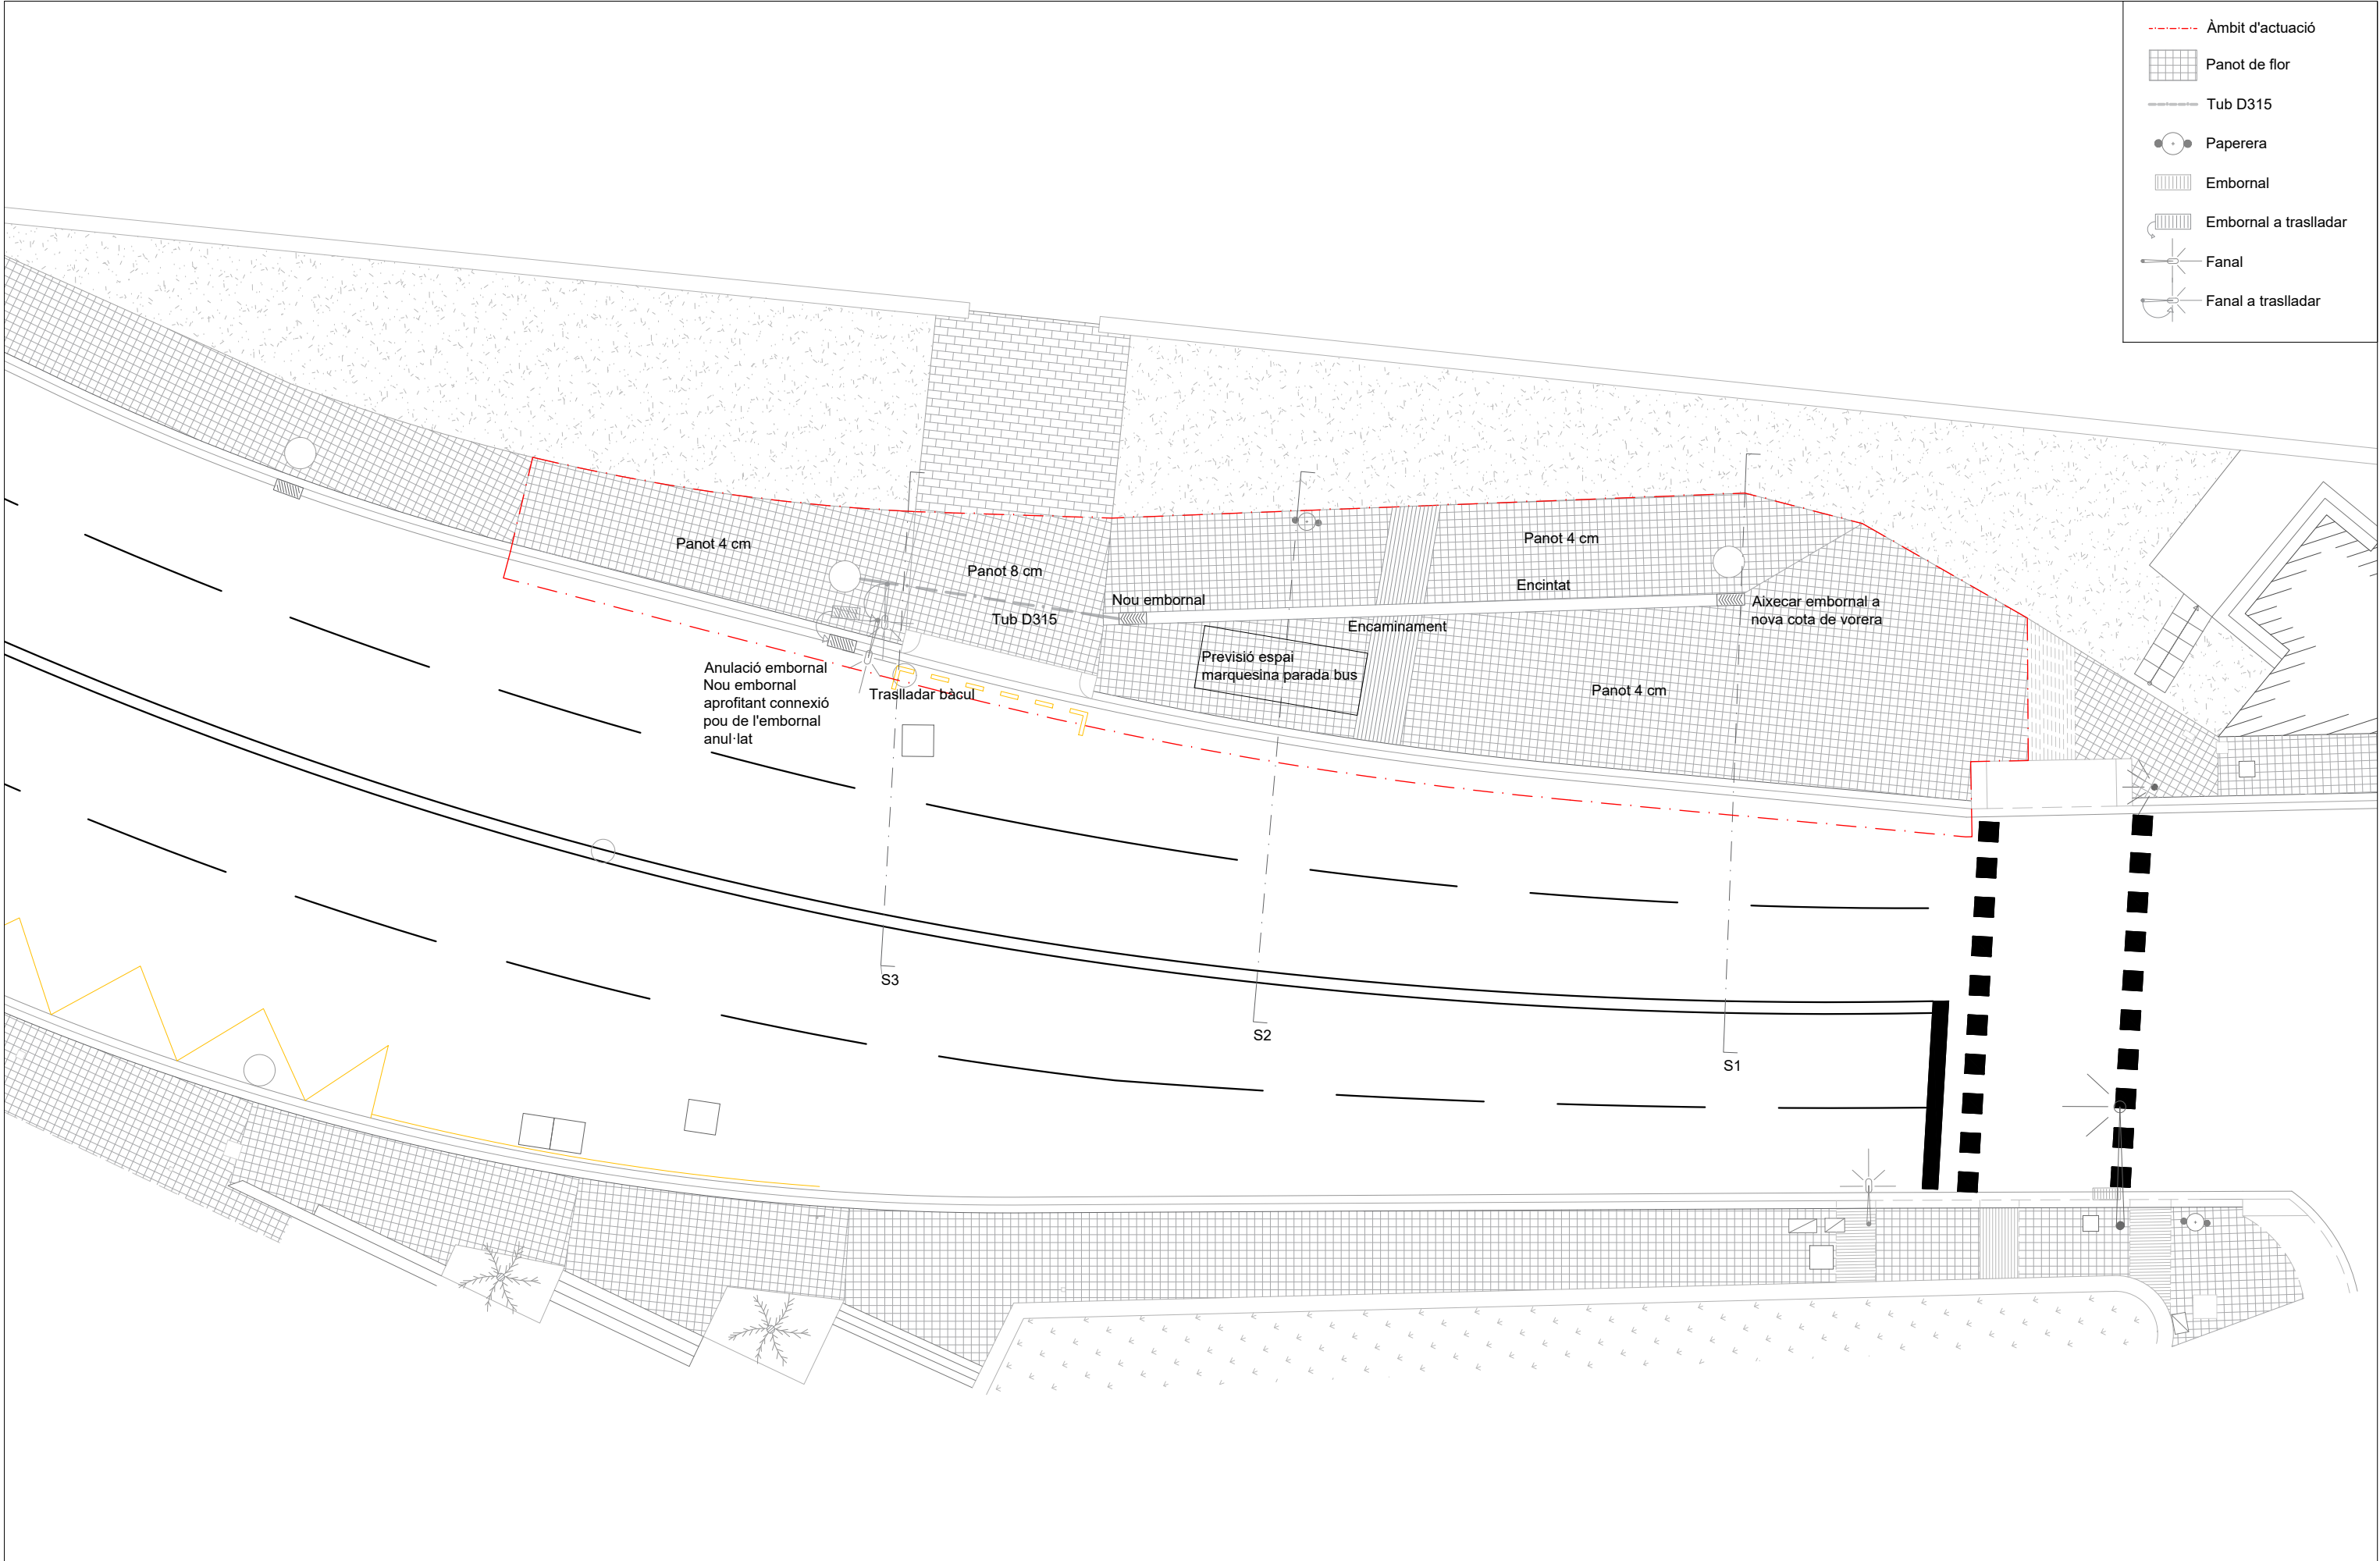 Àmbit d'actuació
Panot de flor
Tub D315
Paperera
Embornal
Embornal a traslladar
Fanal
Fanal a traslladar
Panot 4 cm
Panot 8 cm
Panot 4 cm
Encintat
Nou embornal
Tub D315
Encaminament
Aixecar embornal a
nova cota de vorera
Previsió espai
marquesina parada bus
Panot 4 cm
Anulació embornal
Nou embornal
aprofitant connexió
pou de l'embornal
anul·lat
Traslladar bàcul
S3
S2
S1